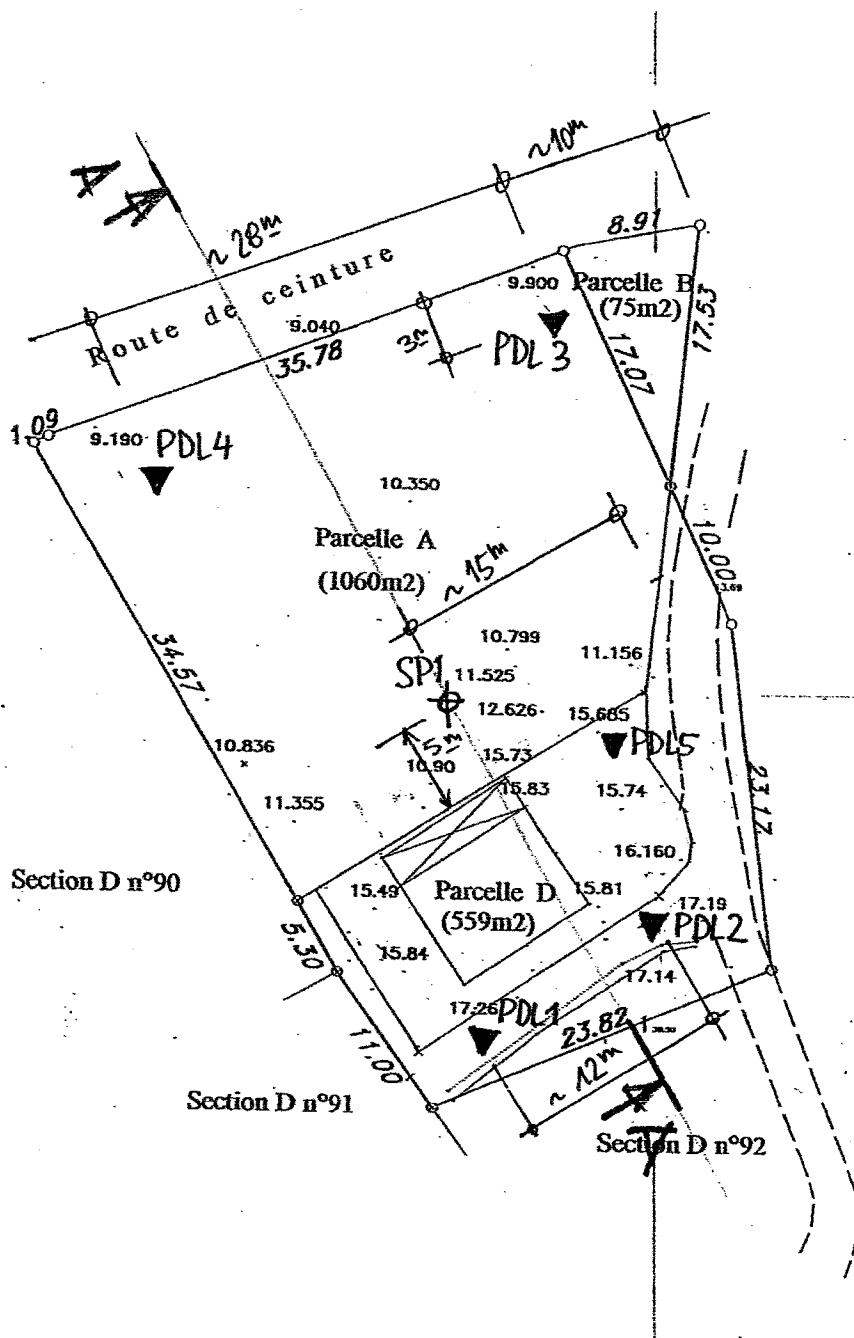 ~10m
A
~28m
8.91
Route de ceinture
9.900
Parcelle B
(75m2)
17.53
9.040
35.78
3m
PDL3
17.07
1.09
9.190
PDL4
10.350
Parcelle A
(1060m2)
~15m
10.00
3.69
10.799
11.156
34.57
SP1
11.525
12.626
15.685
5m
10.90
15.73
PDL5
10.836
15.83
15.74
11.355
23.17
16.160
Section D n°90
15.49
Parcelle D
(559m2)
15.81
17.19
PDL2
5.30
15.84
17.14
17.26
PDL1
23.82
11.00
~12m
Section D n°91
A
Section D n°92